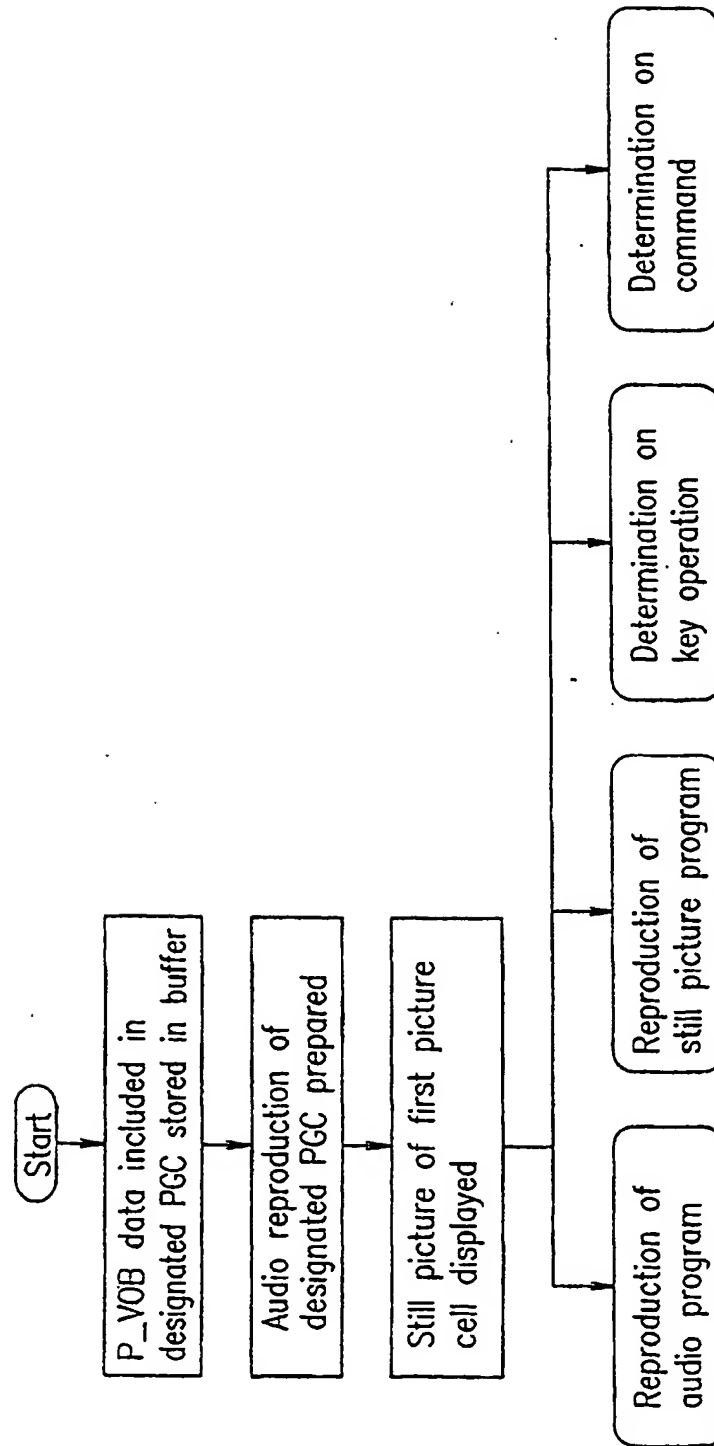 Start
P_VOB data included in
designated PGC stored in buffer
Audio reproduction of
designated PGC prepared
Still picture of first picture
cell displayed
Reproduction of
audio program
Reproduction of
still picture program
Determination on
key operation
Determination on
command